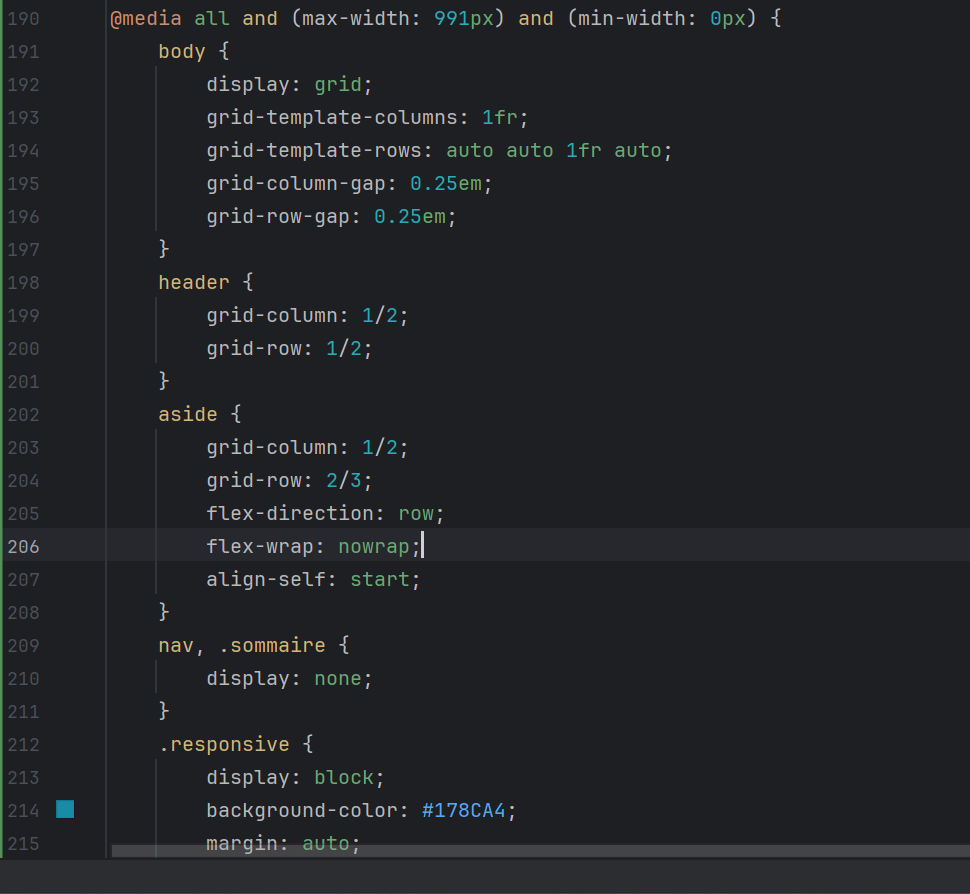 190 @media all and (max-width: 991px) and (min-width: 0px) {
191     body {
192         display: grid;
193         grid-template-columns: 1fr;
194         grid-template-rows: auto auto 1fr auto;
195         grid-column-gap: 0.25em;
196         grid-row-gap: 0.25em;
197     }
198     header {
199         grid-column: 1/2;
200         grid-row: 1/2;
201     }
202     aside {
203         grid-column: 1/2;
204         grid-row: 2/3;
205         flex-direction: row;
206         flex-wrap: nowrap;
207         align-self: start;
208     }
209     nav, .sommaire {
210         display: none;
211     }
212     .responsive {
213         display: block;
214         background-color: #178CA4;
215         margin: auto;